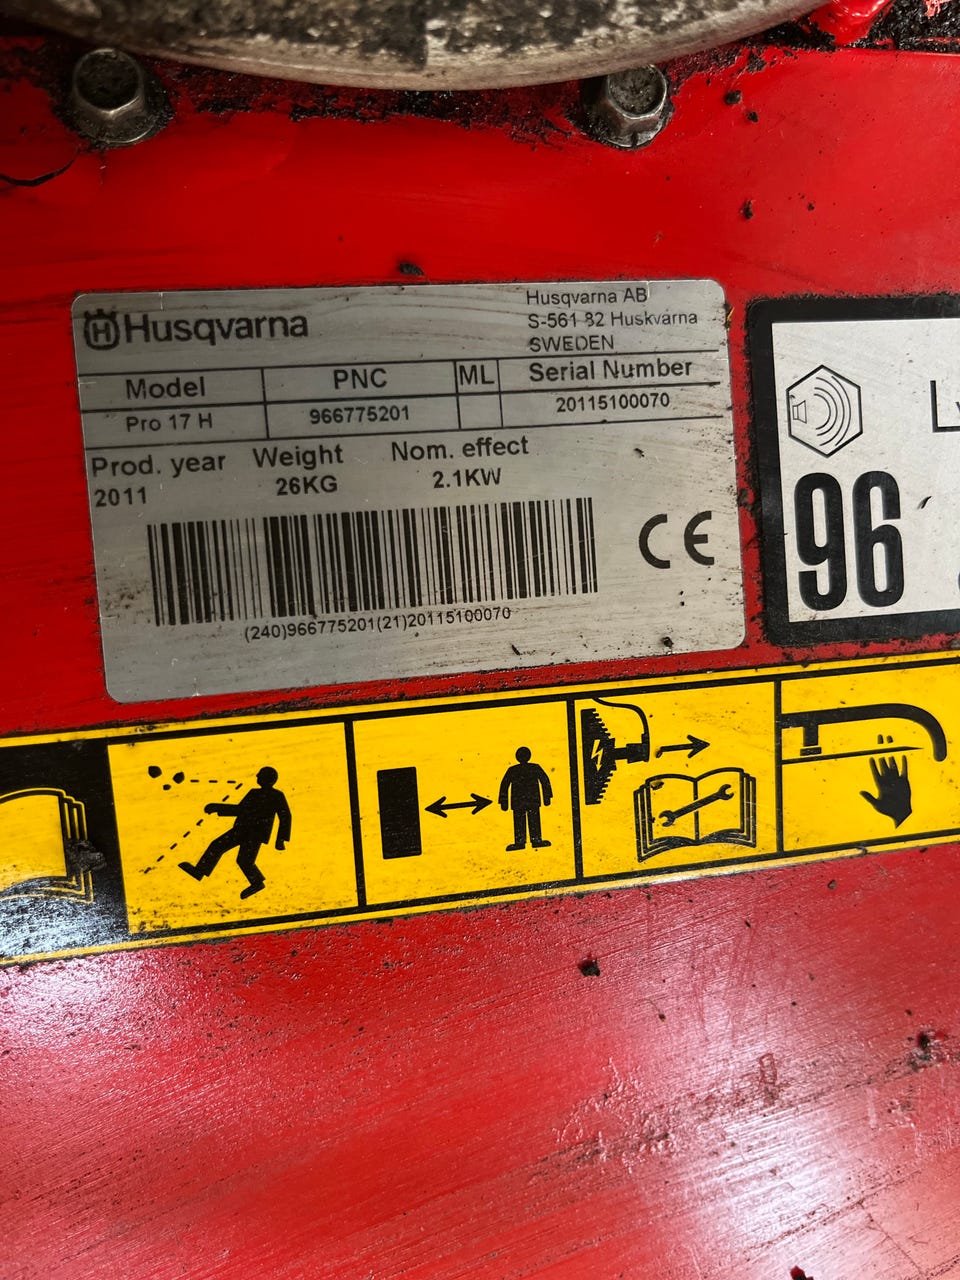 Husqvarna
Husqvarna AB
S-561 82 Huskvarna
SWEDEN
Model PNC ML Serial Number
Pro 17 H 966775201 20115100070
Prod. year Weight Nom. effect
2011 26KG 2.1KW
CE
(240)966775201(21)20115100070
96